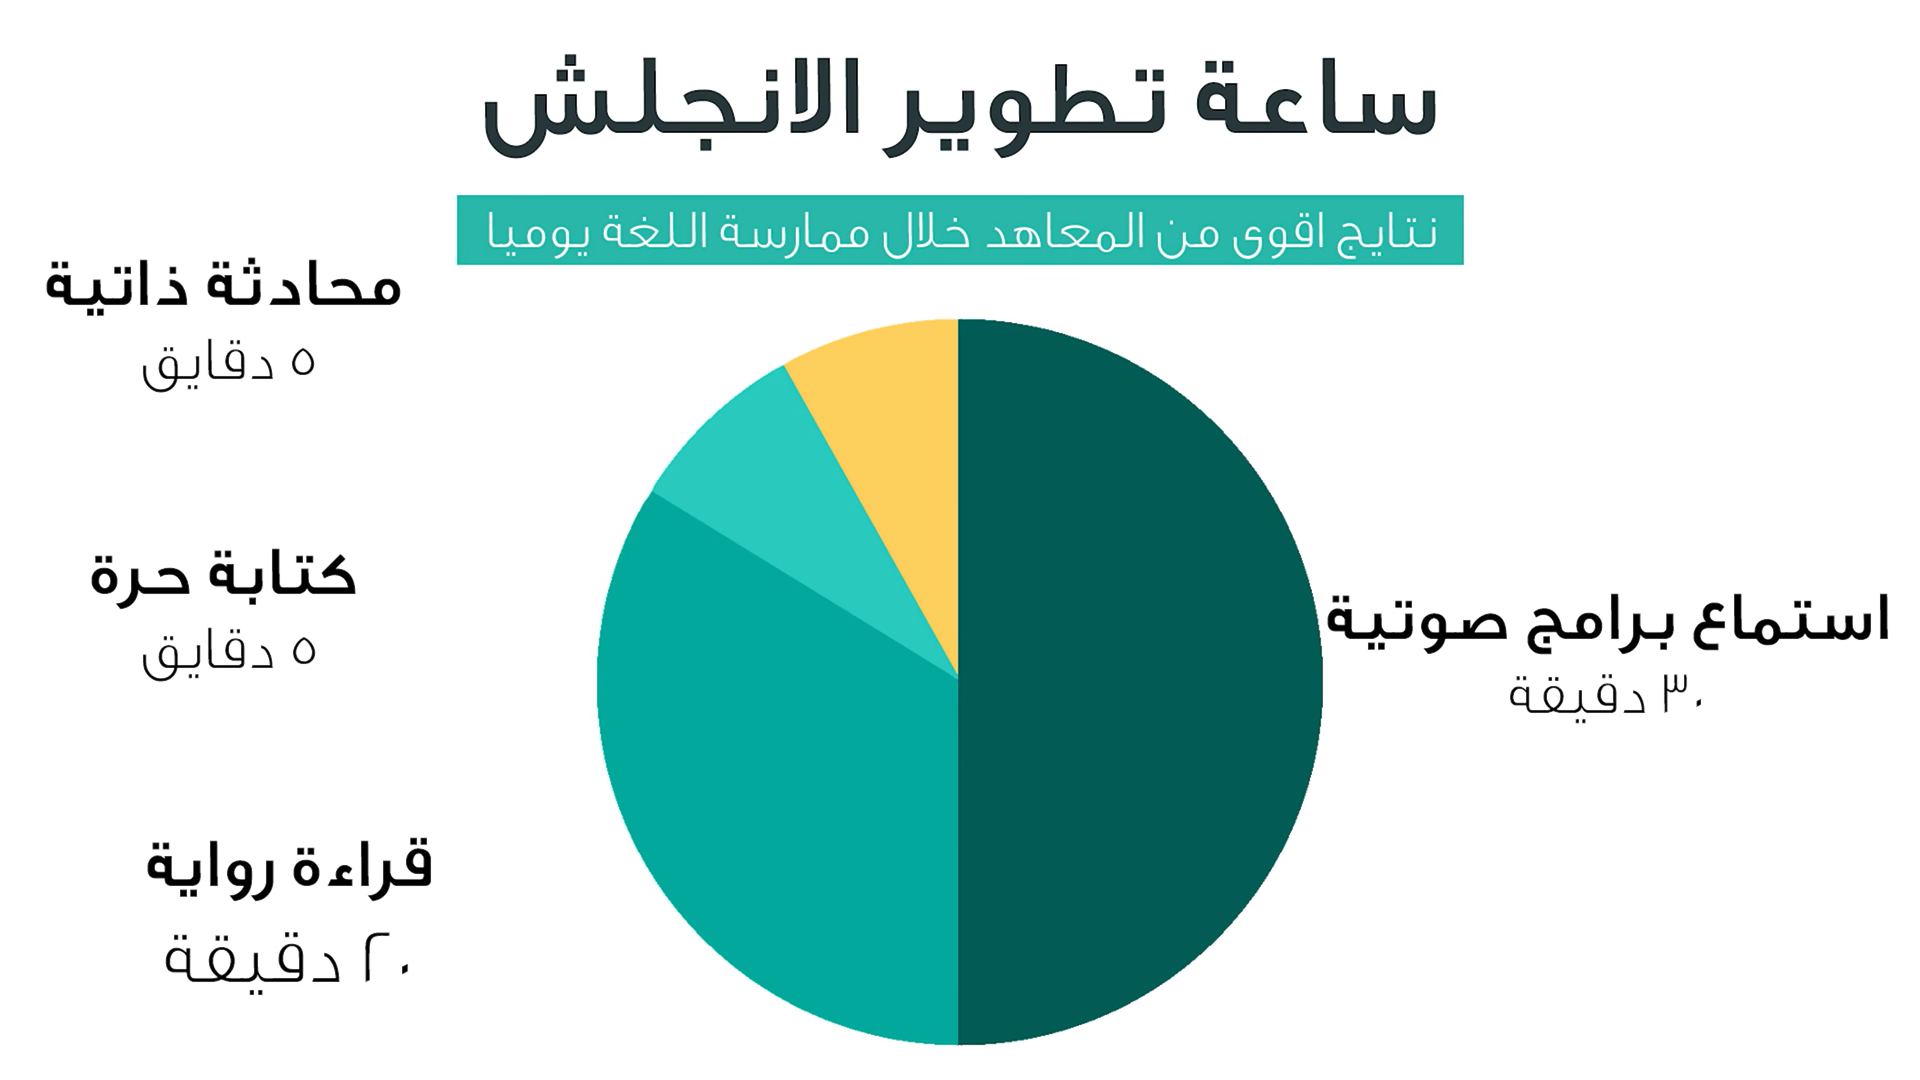 ساعة تطوير الانجلش
نتايج اقوى من المعاهد خلال ممارسة اللغة يوميا
استماع برامج صوتية
٣٠ دقيقة
محادثة ذاتية
٥ دقايق
كتابة حرة
٥ دقايق
قراءة رواية
٢٠ دقيقة